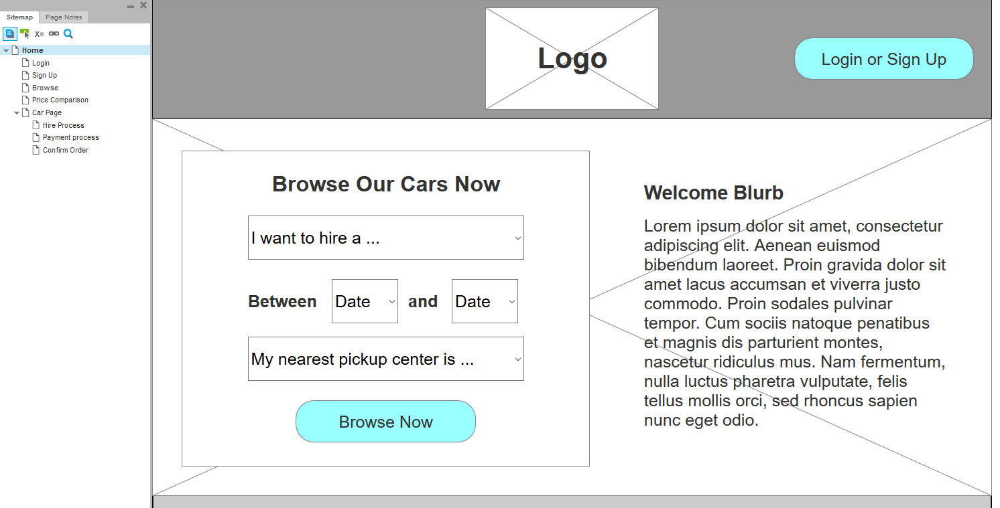 Sitemap
Page Notes
X=
Home
Login
Sign Up
Browse
Price Comparison
Car Page
Hire Process
Payment process
Confirm Order
Logo
Login or Sign Up
Browse Our Cars Now
I want to hire a ...
Between Date and Date
My nearest pickup center is ...
Browse Now
Welcome Blurb
Lorem ipsum dolor sit amet, consectetur
adipiscing elit. Aenean euismod
bibendum laoreet. Proin gravida dolor sit
amet lacus accumsan et viverra justo
commodo. Proin sodales pulvinar
tempor. Cum sociis natoque penatibus
et magnis dis parturient montes,
nascetur ridiculus mus. Nam fermentum,
nulla luctus pharetra vulputate, felis
tellus mollis orci, sed rhoncus sapien
nunc eget odio.